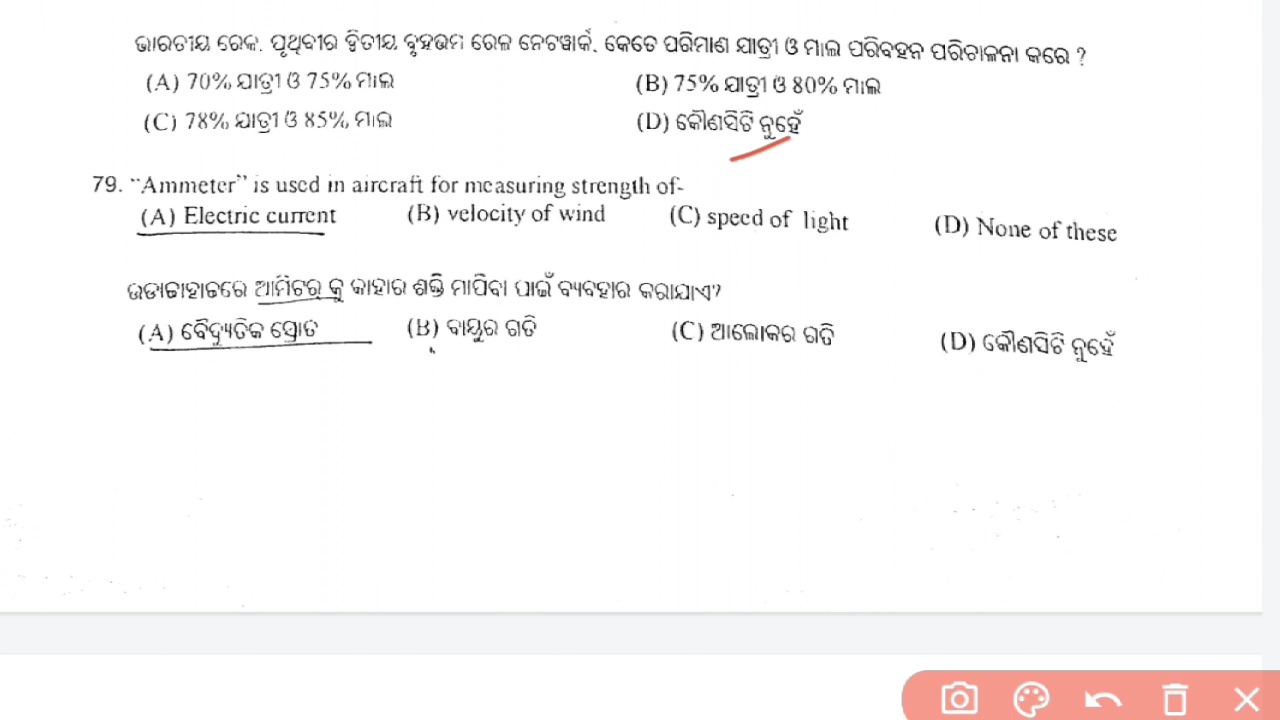 ଭାରତୀୟ ରେଳ. ପୃଥିବୀର ଦ୍ୱିତୀୟ ବୃହତ୍ତମ ରେଳ ନେଟୱାର୍କ. କେତେ ପରିମାଣ ଯାତ୍ରୀ ଓ ମାଲ ପରିବହନ ପରିଚାଳନା କରେ ?
(A) 70% ଯାତ୍ରୀ ଓ 75% ମାଲ (B) 75% ଯାତ୍ରୀ ଓ 80% ମାଲ
(C) 78% ଯାତ୍ରୀ ଓ 85% ମାଲ (D) କୌଣସିଟି ନୁହେଁ
79. “Ammeter” is used in aircraft for measuring strength of-
(A) Electric current (B) velocity of wind (C) speed of light (D) None of these
ଉଡାଜାହାଜରେ ଆମିଟର୍ କୁ କାହାର ଶକ୍ତି ମାପିବା ପାଇଁ ବ୍ୟବହାର କରାଯାଏ?
(A) ବୈଦ୍ୟୁତିକ ସ୍ରୋତ (B) ବାୟୁର ଗତି (C) ଆଲୋକର ଗତି (D) କୌଣସିଟି ନୁହେଁ